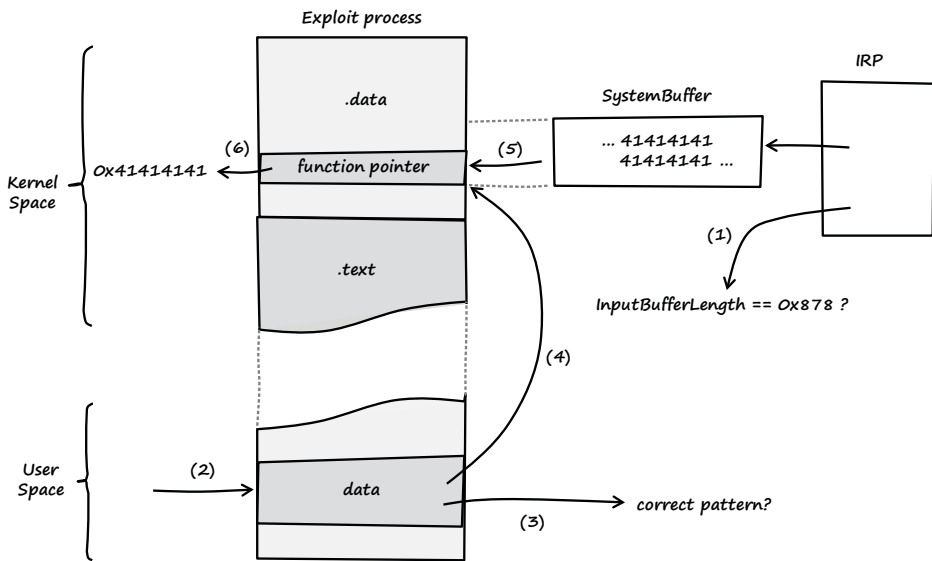 Exploit process
IRP
.data
SystemBuffer
... 41414141
41414141 ...
(6)
(5)
0x41414141
function pointer
Kernel
Space
(1)
.text
InputBufferLength == 0x878 ?
(4)
User
Space
(2)
data
correct pattern?
(3)